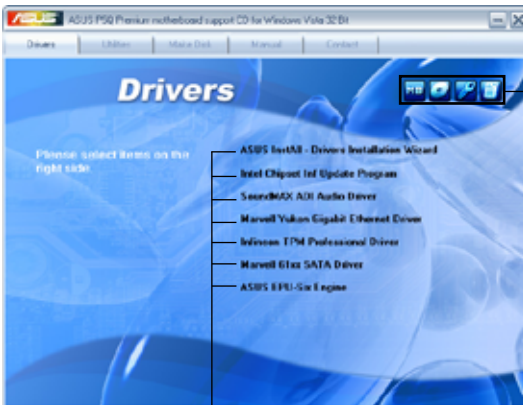 ASUS ASUS P5Q Premium motherboard support CD for Windows Vista 32 Bit
Drivers Utilities Make Disk Manual Contact
Drivers
Please select items on the
right side.
ASUS InstAll - Drivers Installation Wizard
Intel Chipset Inf Update Program
SoundMAX ADI Audio Driver
Marvell Yukon Gigabit Ethernet Driver
Infineon TPM Professional Driver
Marvell 61xx SATA Driver
ASUS EPU-Six Engine